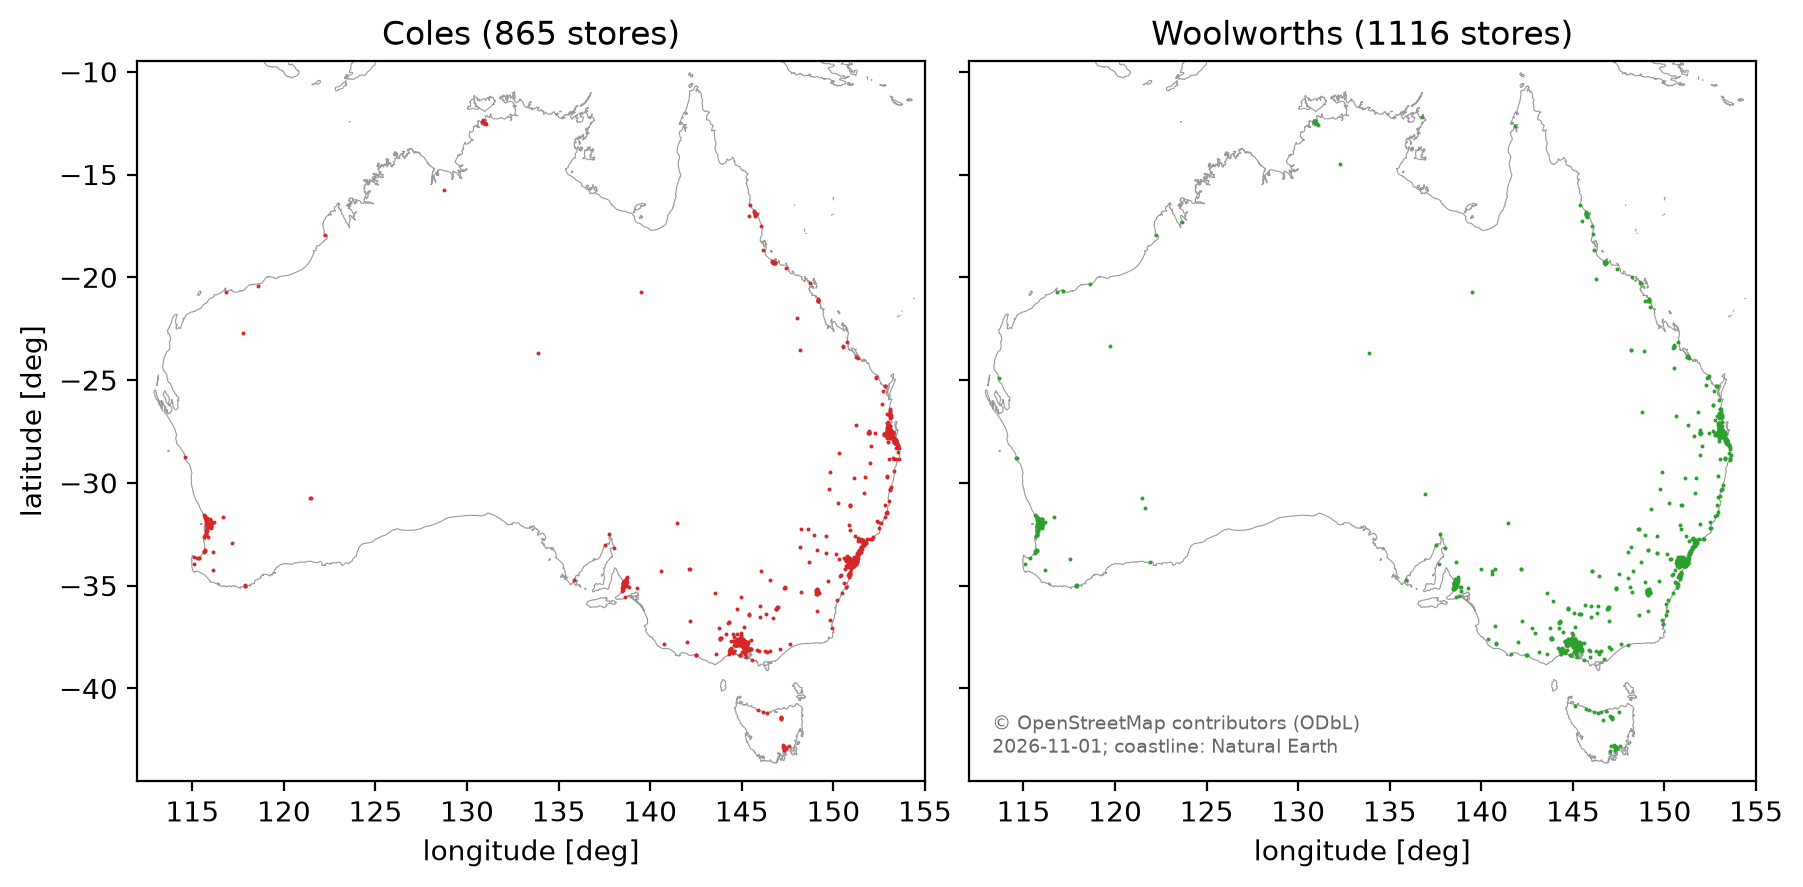 Coles (865 stores)
Woolworths (1116 stores)
−10
−15
−20
−25
−30
−35
−40
latitude [deg]
115 120 125 130 135 140 145 150 155
115 120 125 130 135 140 145 150 155
longitude [deg]
longitude [deg]
© OpenStreetMap contributors (ODbL)
2026-11-01; coastline: Natural Earth